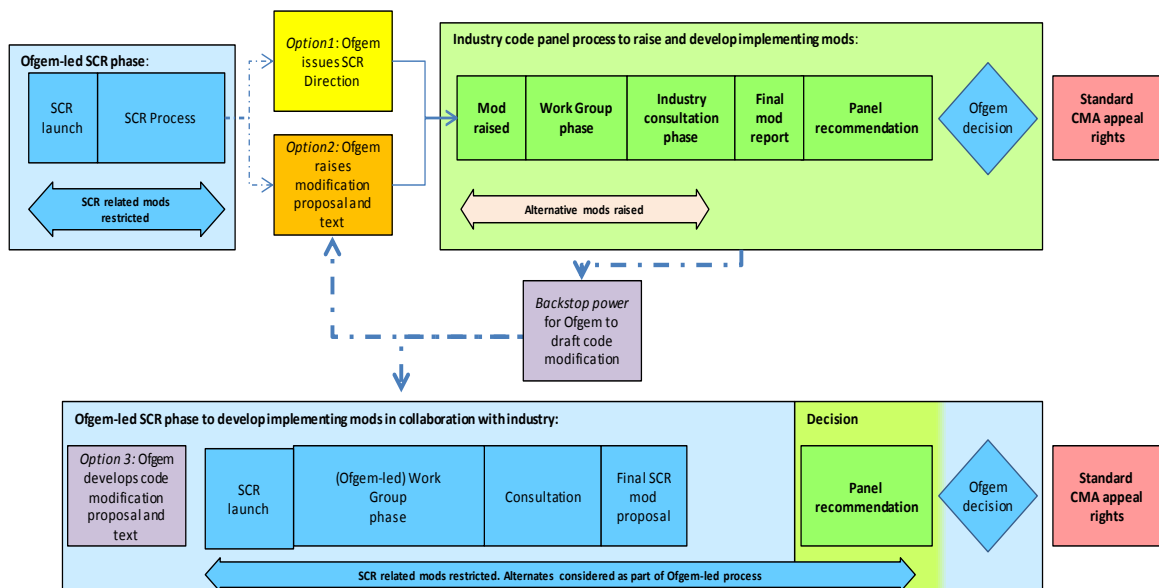 Ofgem-led SCR phase:
SCR
launch
SCR Process
SCR related mods
restricted
Option1: Ofgem
issues SCR
Direction
Option2: Ofgem
raises
modification
proposal and
text
Industry code panel process to raise and develop implementing mods:
Mod
raised
Work Group
phase
Industry
consultation
phase
Final
mod
report
Panel
recommendation
Ofgem
decision
Standard
CMA appeal
rights
Alternative mods raised
Backstop power
for Ofgem to
draft code
modification
Ofgem-led SCR phase to develop implementing mods in collaboration with industry:
Decision
Option 3: Ofgem
develops code
modification
proposal and
text
SCR
launch
(Ofgem-led) Work
Group
phase
Consultation
Final SCR
mod
proposal
Panel
recommendation
Ofgem
decision
Standard
CMA appeal
rights
SCR related mods restricted. Alternates considered as part of Ofgem-led process